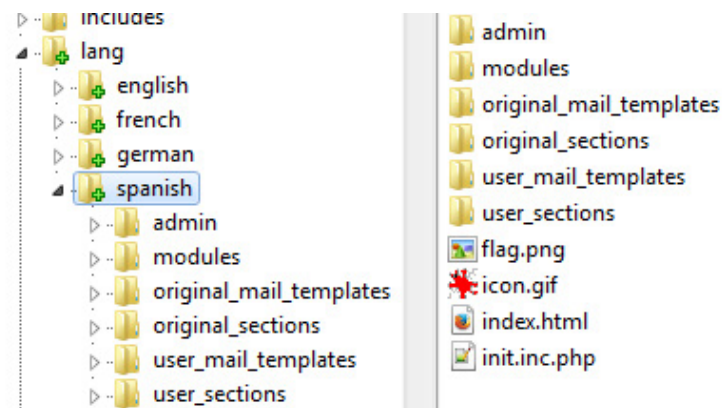 includes
lang
english
french
german
spanish
admin
modules
original_mail_templates
original_sections
user_mail_templates
user_sections
admin
modules
original_mail_templates
original_sections
user_mail_templates
user_sections
flag.png
icon.gif
index.html
init.inc.php